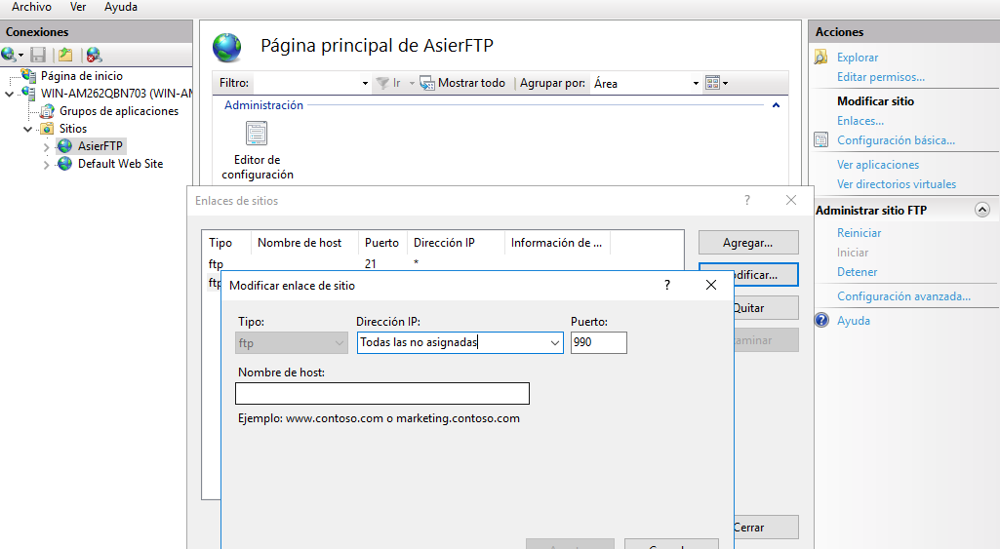 Archivo Ver Ayuda
Conexiones
Página de inicio
WIN-AM262QBN703 (WIN-AM
Grupos de aplicaciones
Sitios
AsierFTP
Default Web Site
Página principal de AsierFTP
Filtro: Ir Mostrar todo Agrupar por: Área
Administración
Editor de
configuración
Enlaces de sitios ?
Tipo Nombre de host Puerto Dirección IP Información de ...
ftp 21 *
ftp
Agregar...
Quitar
Cerrar
Modificar enlace de sitio ?
Tipo: Dirección IP: Puerto:
ftp Todas las no asignadas 990
Nombre de host:
Ejemplo: www.contoso.com o marketing.contoso.com
Acciones
Explorar
Editar permisos...
Modificar sitio
Enlaces...
Configuración básica...
Ver aplicaciones
Ver directorios virtuales
Administrar sitio FTP
Reiniciar
Iniciar
Detener
Configuración avanzada...
Ayuda